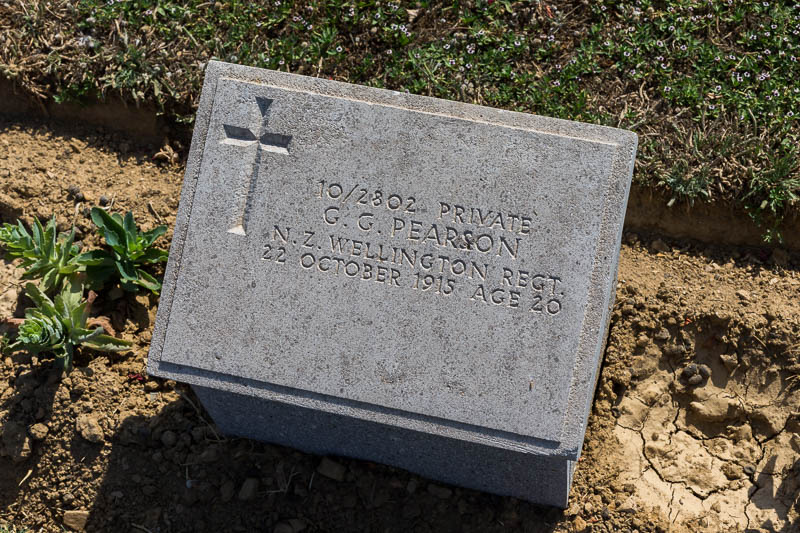 10/2802 PRIVATE
G. G. PEARSON
N.Z. WELLINGTON REGT.
22 OCTOBER 1915 AGE 20